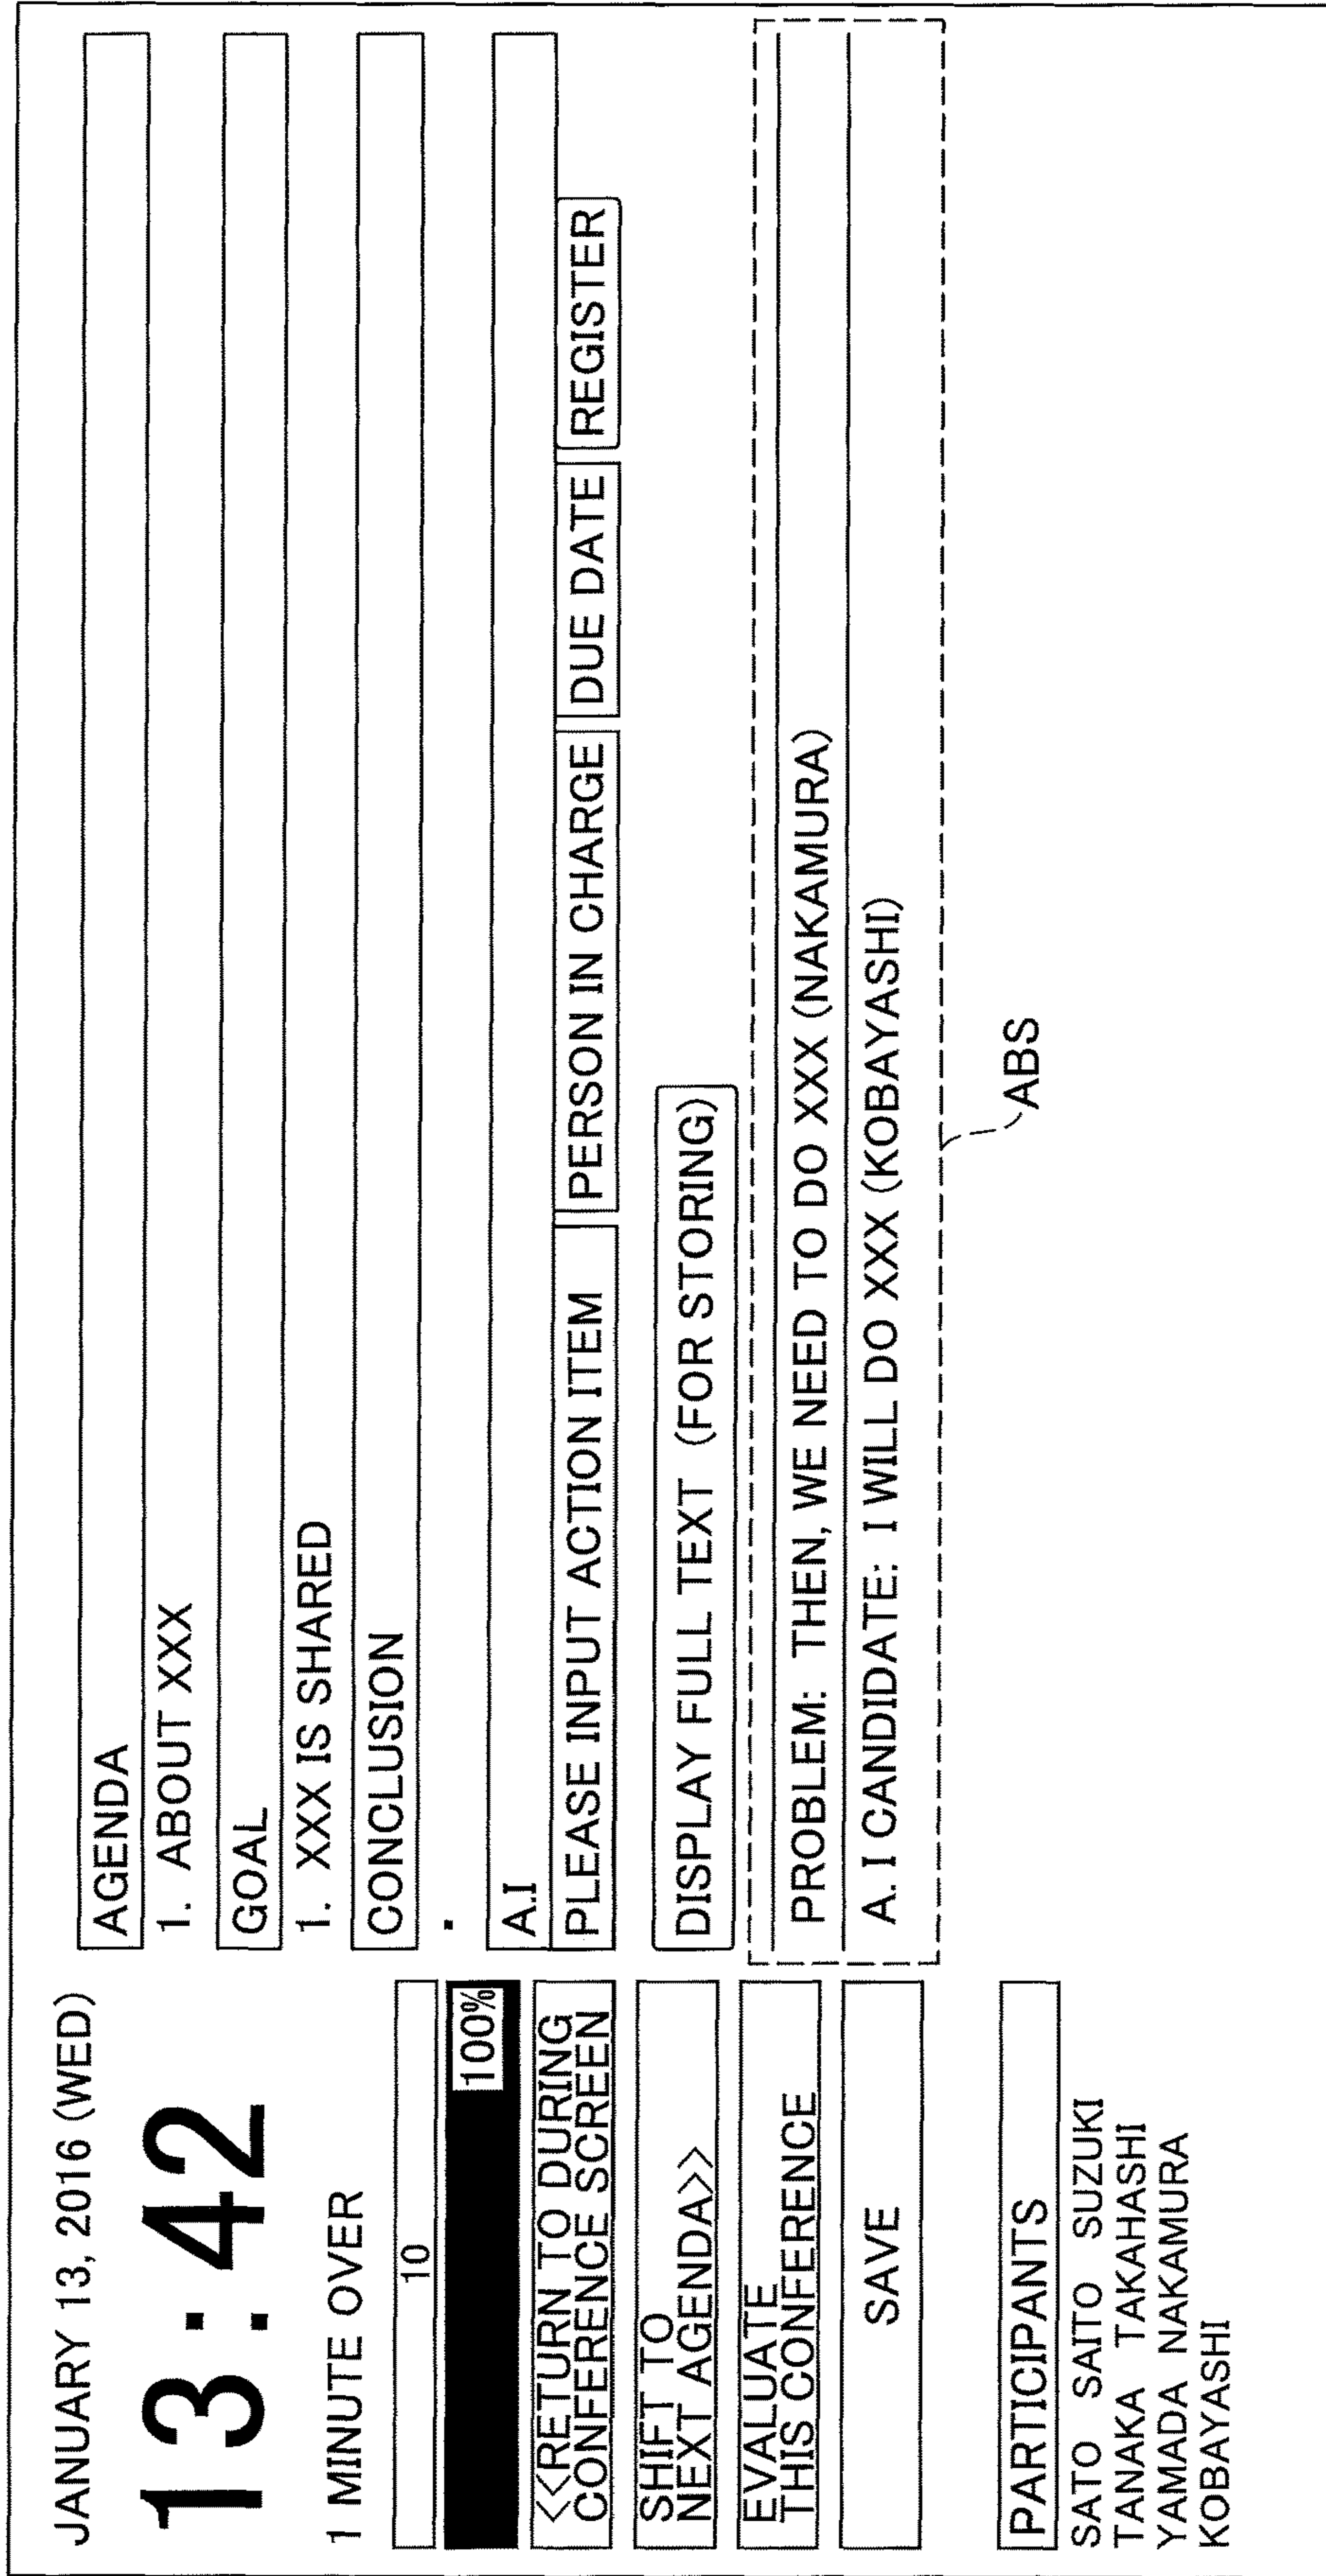 JANUARY 13, 2016 (WED)
13:42
1 MINUTE OVER
10
100%
<<RETURN TO DURING
CONFERENCE SCREEN
SHIFT TO
NEXT AGENDA>>
EVALUATE
THIS CONFERENCE
SAVE
PARTICIPANTS
SATO SAITO SUZUKI
TANAKA TAKAHASHI
YAMADA NAKAMURA
KOBAYASHI
AGENDA
1. ABOUT XXX
GOAL
1. XXX IS SHARED
CONCLUSION
.
A.I
PLEASE INPUT ACTION ITEM PERSON IN CHARGE DUE DATE REGISTER
DISPLAY FULL TEXT (FOR STORING)
PROBLEM: THEN, WE NEED TO DO XXX (NAKAMURA)
A. I CANDIDATE: I WILL DO XXX (KOBAYASHI)
ABS